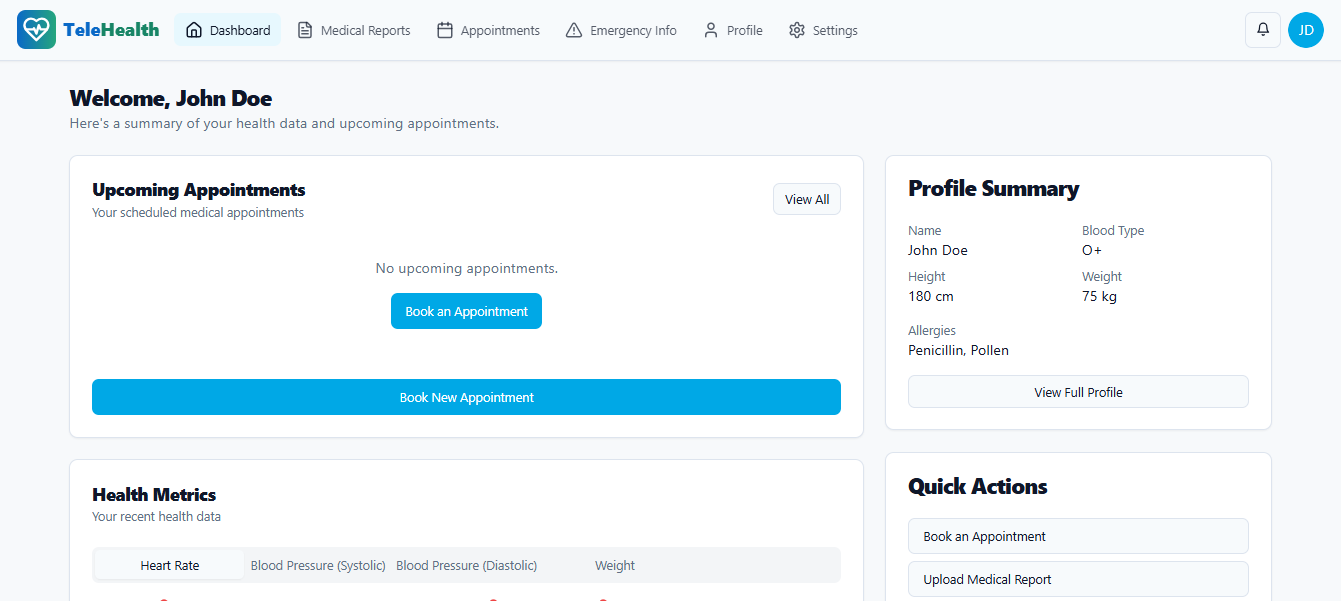 TeleHealth Dashboard Medical Reports Appointments Emergency Info Profile Settings JD
Welcome, John Doe
Here's a summary of your health data and upcoming appointments.
Upcoming Appointments
Your scheduled medical appointments
View All
No upcoming appointments.
Book an Appointment
Book New Appointment
Profile Summary
Name Blood Type
John Doe O+
Height Weight
180 cm 75 kg
Allergies
Penicillin, Pollen
View Full Profile
Health Metrics
Your recent health data
Heart Rate Blood Pressure (Systolic) Blood Pressure (Diastolic) Weight
Quick Actions
Book an Appointment
Upload Medical Report